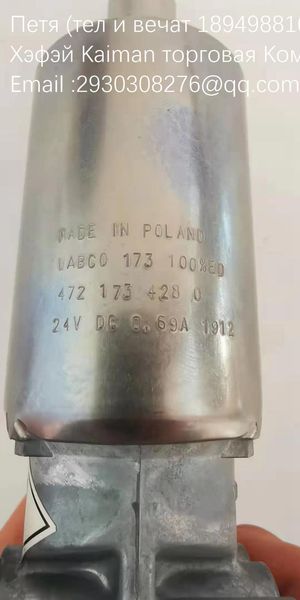 Петя (тел и вечат 189498816
Хэфэй Kaiman торговая Ком
Email :2930308276@qq.com
MADE IN POLAND
WABCO 173 100%ED
472 173 428 0
24V DC 0.69A 1912